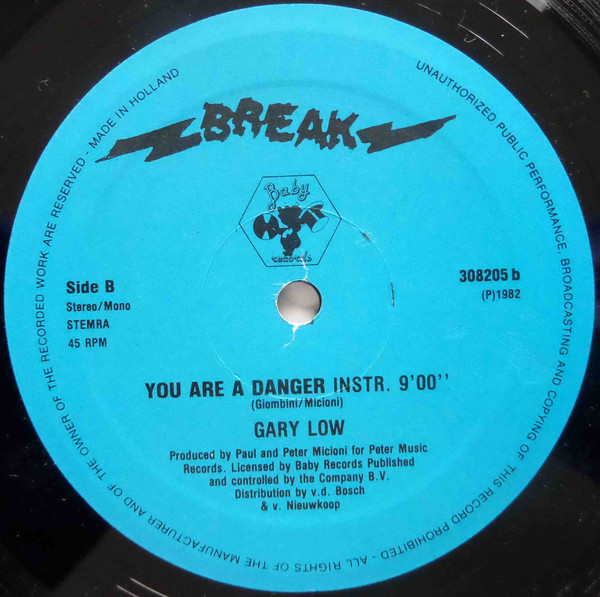 BREAK
Baby
records
Side B
Stereo/Mono
STEMRA
45 RPM
308205 b
(P)1982
YOU ARE A DANGER INSTR. 9'00''
(Giombini/Micioni)
GARY LOW
Produced by Paul and Peter Micioni for Peter Music
Records. Licensed by Baby Records Published
and controlled by the Company B.V.
Distribution by v.d. Bosch
& v. Nieuwkoop
UNAUTHORIZED PUBLIC PERFORMANCE, BROADCASTING AND COPYING OF THIS RECORD PROHIBITED - ALL RIGHTS OF THE MANUFACTURER AND OF THE OWNER OF THE RECORDED WORK ARE RESERVED - MADE IN HOLLAND